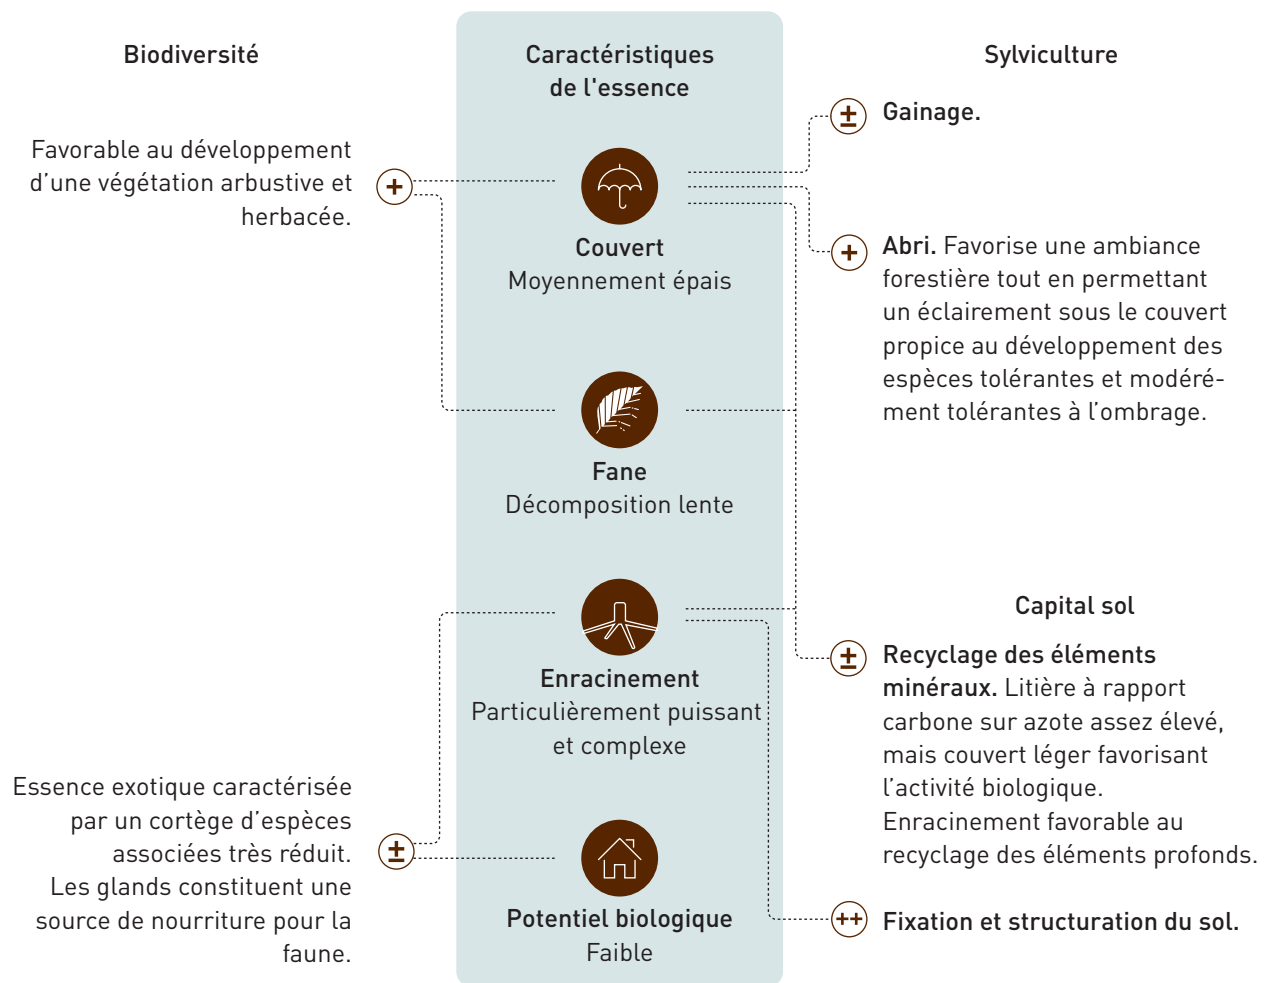 Biodiversité
Favorable au développement
d’une végétation arbustive et
herbacée.
+
Essence exotique caractérisée
par un cortège d’espèces
associées très réduit.
Les glands constituent une
source de nourriture pour la
faune.
±
Caractéristiques
de l'essence
Couvert
Moyennement épais
Fane
Décomposition lente
Enracinement
Particulièrement puissant
et complexe
Potentiel biologique
Faible
Sylviculture
± Gainage.
+ Abri. Favorise une ambiance
forestière tout en permettant
un éclairement sous le couvert
propice au développement des
espèces tolérantes et modéré-
ment tolérantes à l’ombrage.
Capital sol
± Recyclage des éléments
minéraux. Litière à rapport
carbone sur azote assez élevé,
mais couvert léger favorisant
l’activité biologique.
Enracinement favorable au
recyclage des éléments profonds.
++ Fixation et structuration du sol.